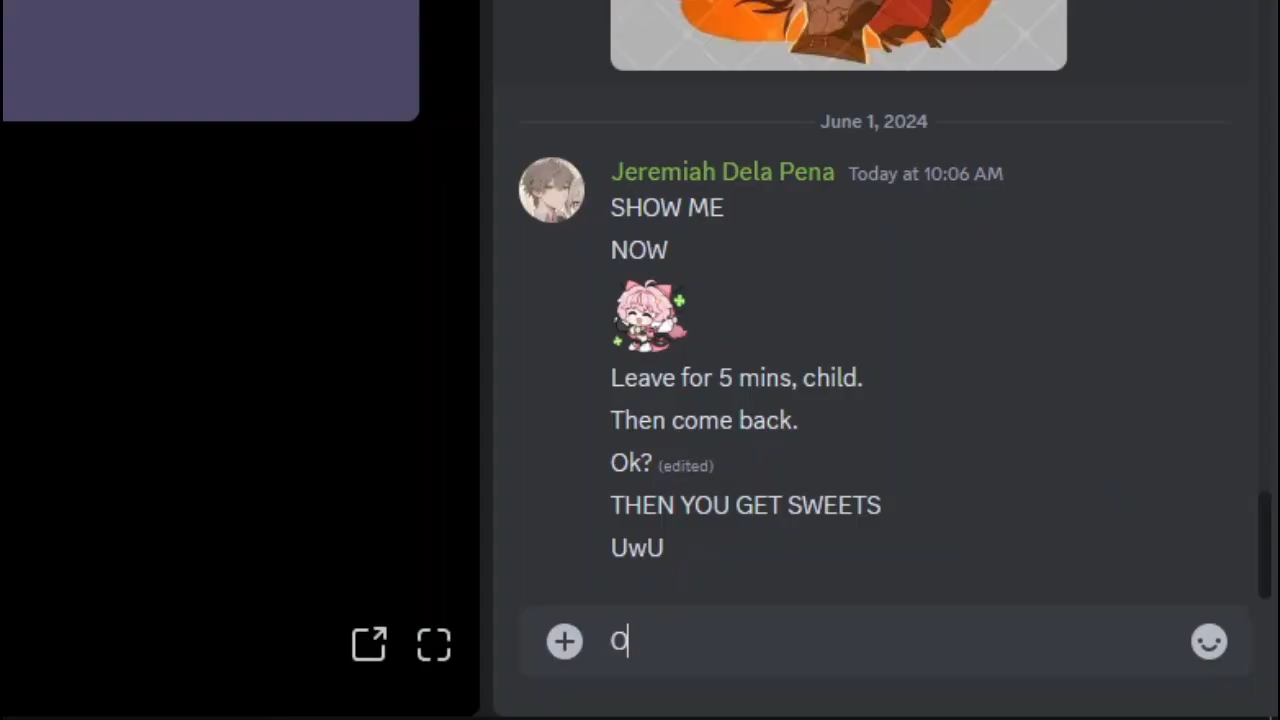 June 1, 2024
Jeremiah Dela Pena Today at 10:06 AM
SHOW ME
NOW
Leave for 5 mins, child.
Then come back.
Ok? (edited)
THEN YOU GET SWEETS
UwU
O